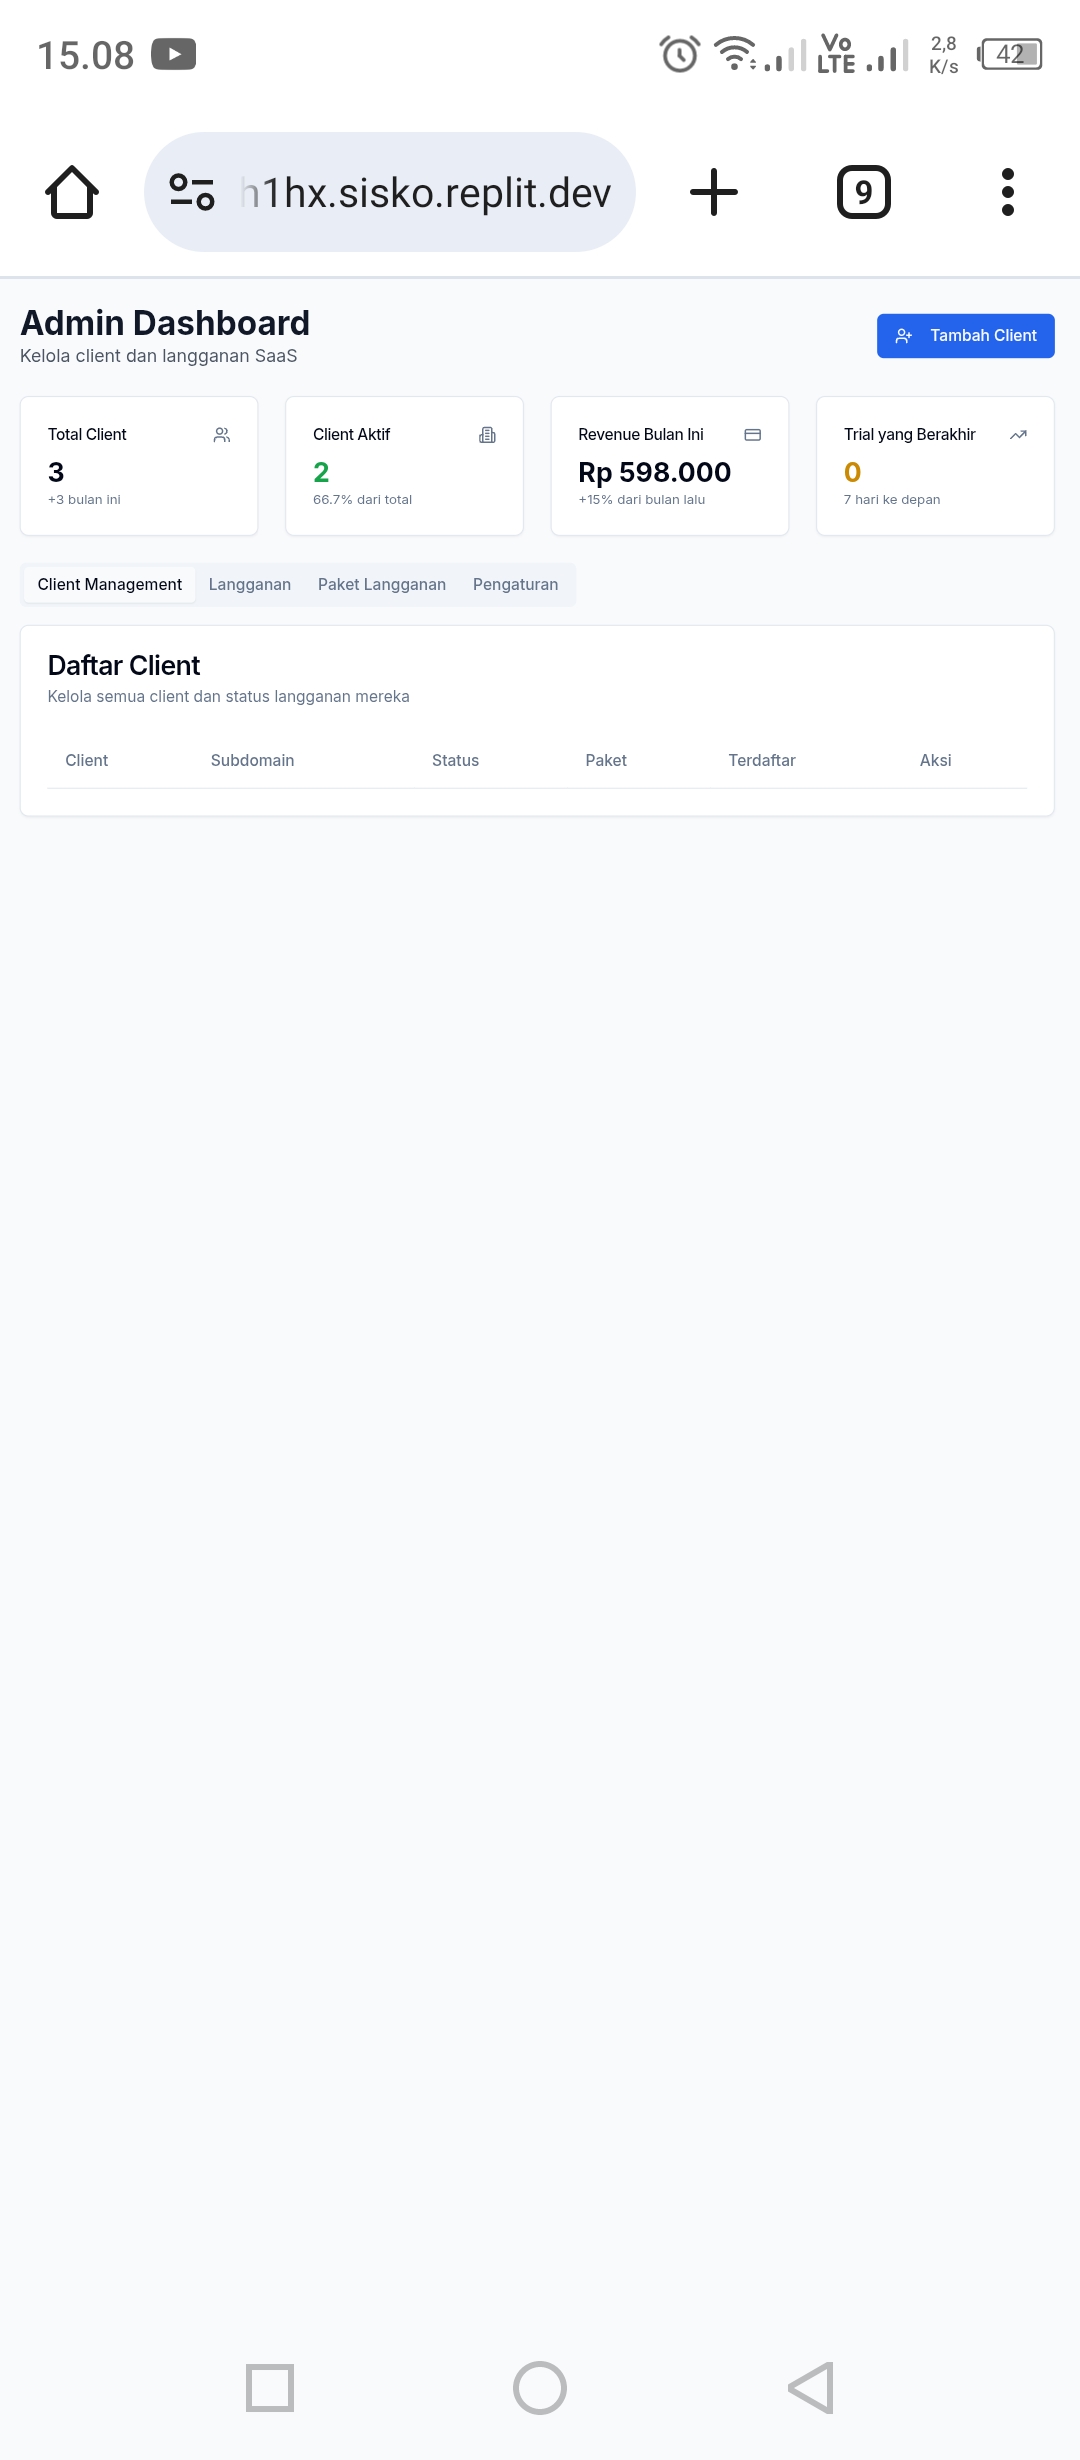 15.08
Vo LTE
2,8 K/s
42
h1hx.sisko.replit.dev
9
Admin Dashboard
Kelola client dan langganan SaaS
Tambah Client
Total Client
3
+3 bulan ini
Client Aktif
2
66.7% dari total
Revenue Bulan Ini
Rp 598.000
+15% dari bulan lalu
Trial yang Berakhir
0
7 hari ke depan
Client Management Langganan Paket Langganan Pengaturan
Daftar Client
Kelola semua client dan status langganan mereka
Client Subdomain Status Paket Terdaftar Aksi